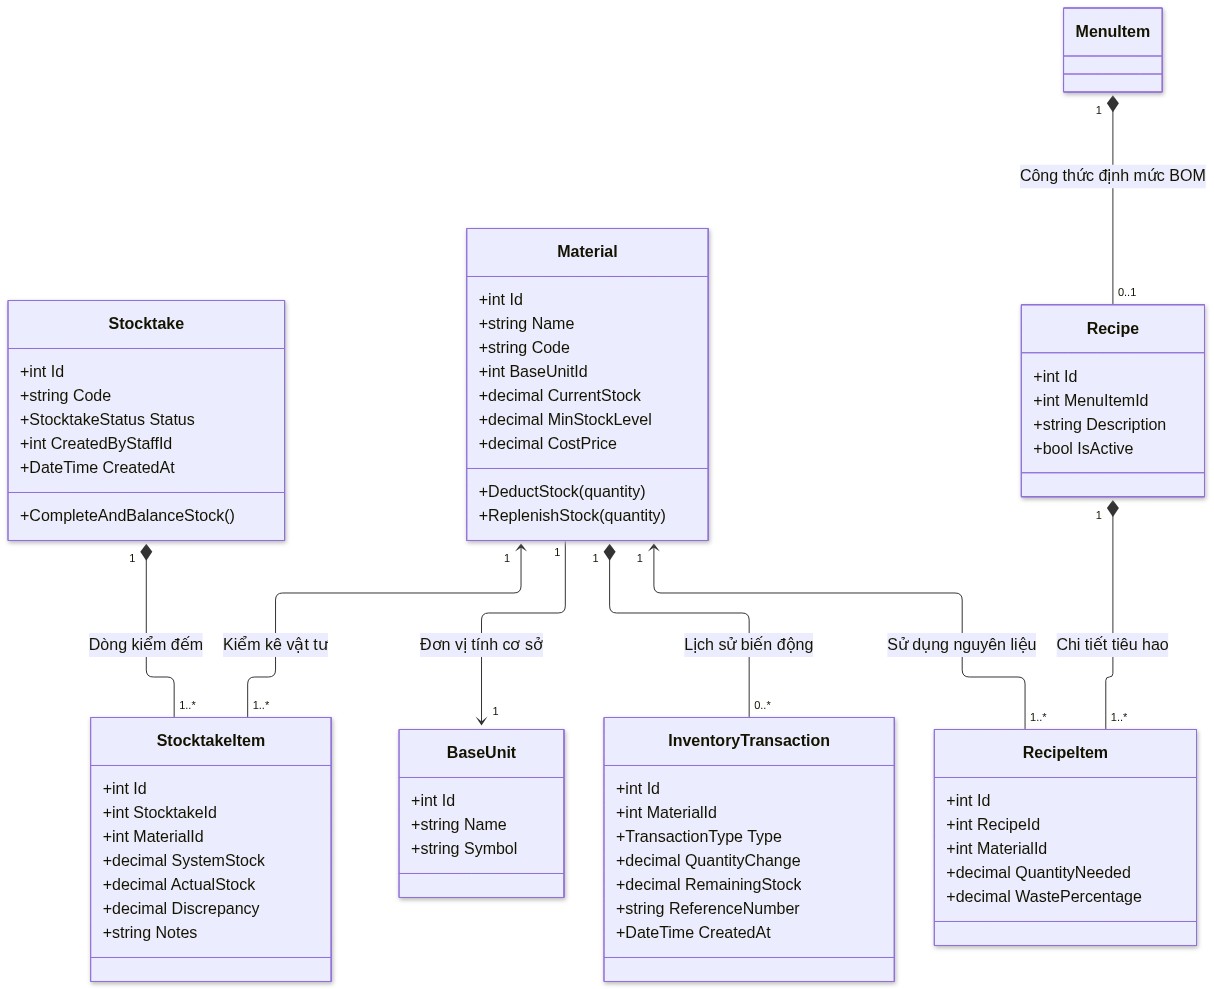 MenuItem
1
Công thức định mức BOM
0..1
Material
+int Id
+string Name
+string Code
+int BaseUnitId
+decimal CurrentStock
+decimal MinStockLevel
+decimal CostPrice
+DeductStock(quantity)
+ReplenishStock(quantity)
Stocktake
+int Id
+string Code
+StocktakeStatus Status
+int CreatedByStaffId
+DateTime CreatedAt
+CompleteAndBalanceStock()
Recipe
+int Id
+int MenuItemId
+string Description
+bool IsActive
1
1
1
1
1
1
Dòng kiểm đếm
Kiểm kê vật tư
Đơn vị tính cơ sở
Lịch sử biến động
Sử dụng nguyên liệu
Chi tiết tiêu hao
1..*
1..*
1
0..*
1..*
1..*
StocktakeItem
+int Id
+int StocktakeId
+int MaterialId
+decimal SystemStock
+decimal ActualStock
+decimal Discrepancy
+string Notes
BaseUnit
+int Id
+string Name
+string Symbol
InventoryTransaction
+int Id
+int MaterialId
+TransactionType Type
+decimal QuantityChange
+decimal RemainingStock
+string ReferenceNumber
+DateTime CreatedAt
RecipeItem
+int Id
+int RecipeId
+int MaterialId
+decimal QuantityNeeded
+decimal WastePercentage